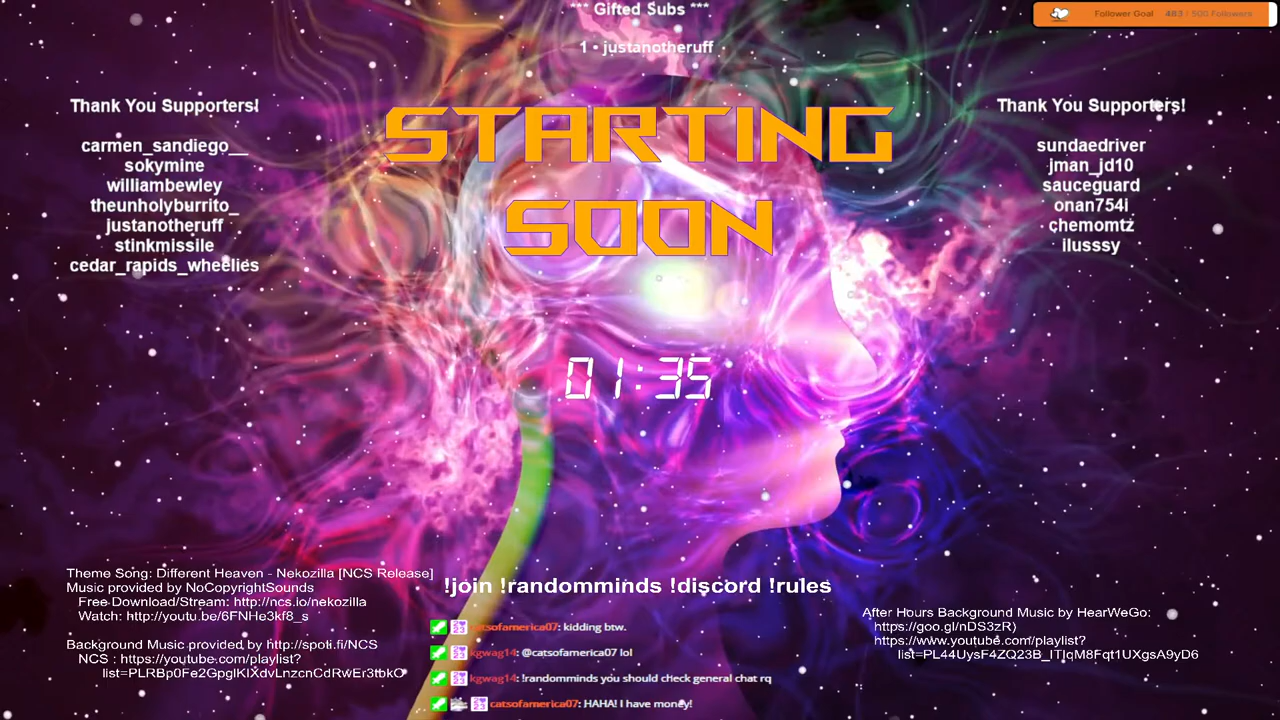 *** Gifted Subs ***
1 • justanotheruff
Follower Goal 483 / 500 Followers
Thank You Supporters!
carmen_sandiego__
sokymine
williambewley
theunholyburrito_
justanotheruff
stinkmissile
cedar_rapids_wheelies
STARTING
SOON
01:35
Thank You Supporters!
sundaedriver
jman_jd10
sauceguard
onan754i
chemomtz
ilusssy
Theme Song: Different Heaven - Nekozilla [NCS Release]
Music provided by NoCopyrightSounds
Free Download/Stream: http://ncs.io/nekozilla
Watch: http://youtu.be/6FNHe3kf8_s
Background Music provided by http://spoti.fi/NCS
NCS : https://youtube.com/playlist?
!join !randomminds !discord !rules
catsofamerica07: kidding btw.
kgwag14: @catsofamerica07 lol
kgwag14: !randomminds you should check general chat rq
catsofamerica07: HAHA! I have money!
After Hours Background Music by HearWeGo:
https://goo.gl/nDS3zR)
https://www.youtube.com/playlist?